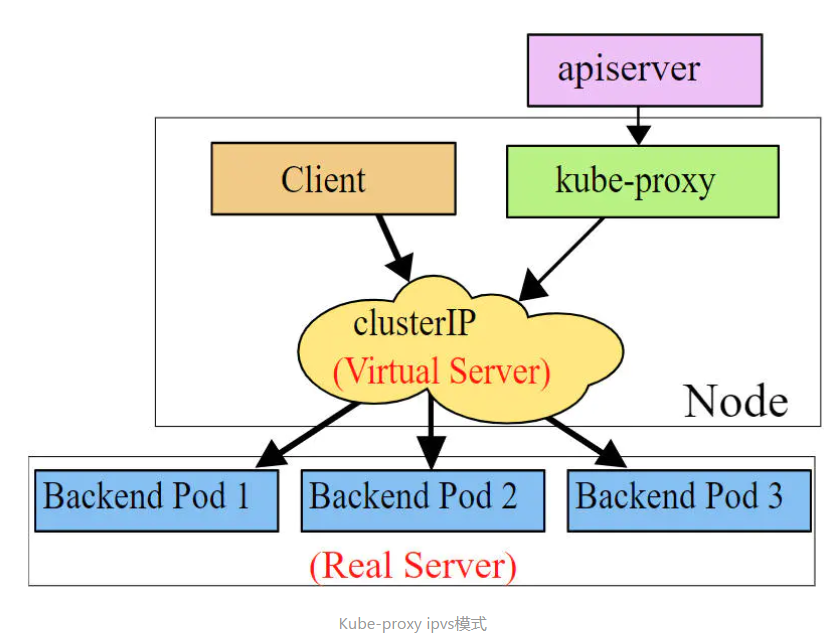 apiserver
Client
kube-proxy
clusterIP
(Virtual Server)
Node
Backend Pod 1
Backend Pod 2
Backend Pod 3
(Real Server)
Kube-proxy ipvs模式